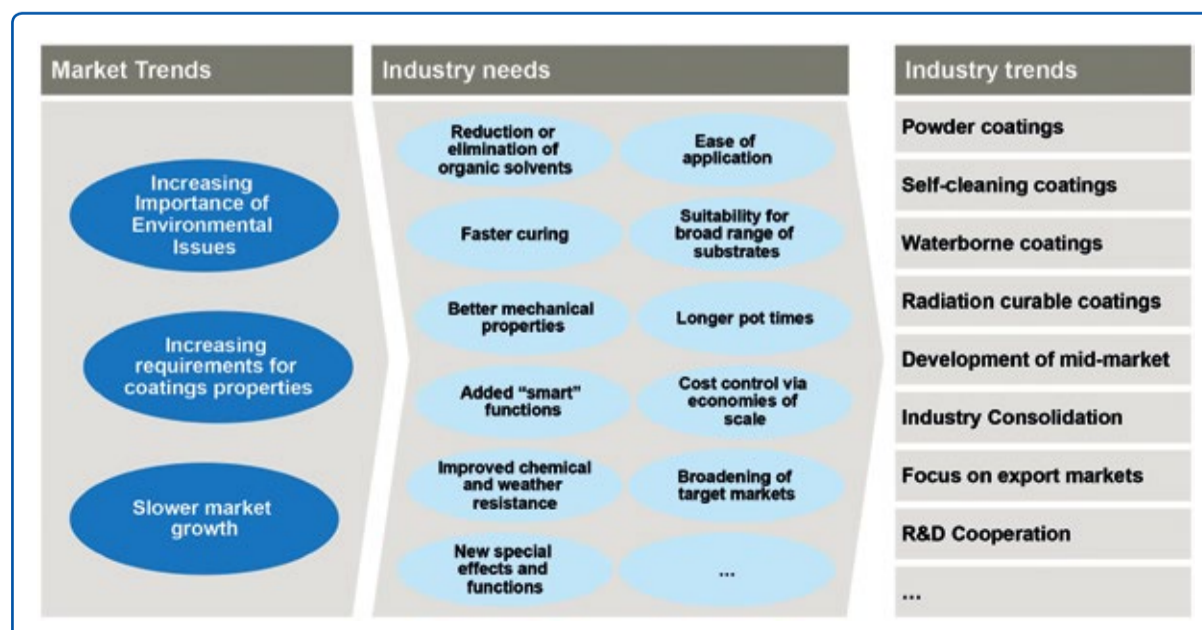 Market Trends
Increasing
Importance of
Environmental
Issues
Increasing
requirements for
coatings properties
Slower market
growth
Industry needs
Reduction or
elimination of
organic solvents
Ease of
application
Faster curing
Suitability for
broad range of
substrates
Better mechanical
properties
Longer pot times
Added “smart”
functions
Cost control via
economies of
scale
Improved chemical
and weather
resistance
Broadening of
target markets
New special
effects and
functions
...
Industry trends
Powder coatings
Self-cleaning coatings
Waterborne coatings
Radiation curable coatings
Development of mid-market
Industry Consolidation
Focus on export markets
R&D Cooperation
...